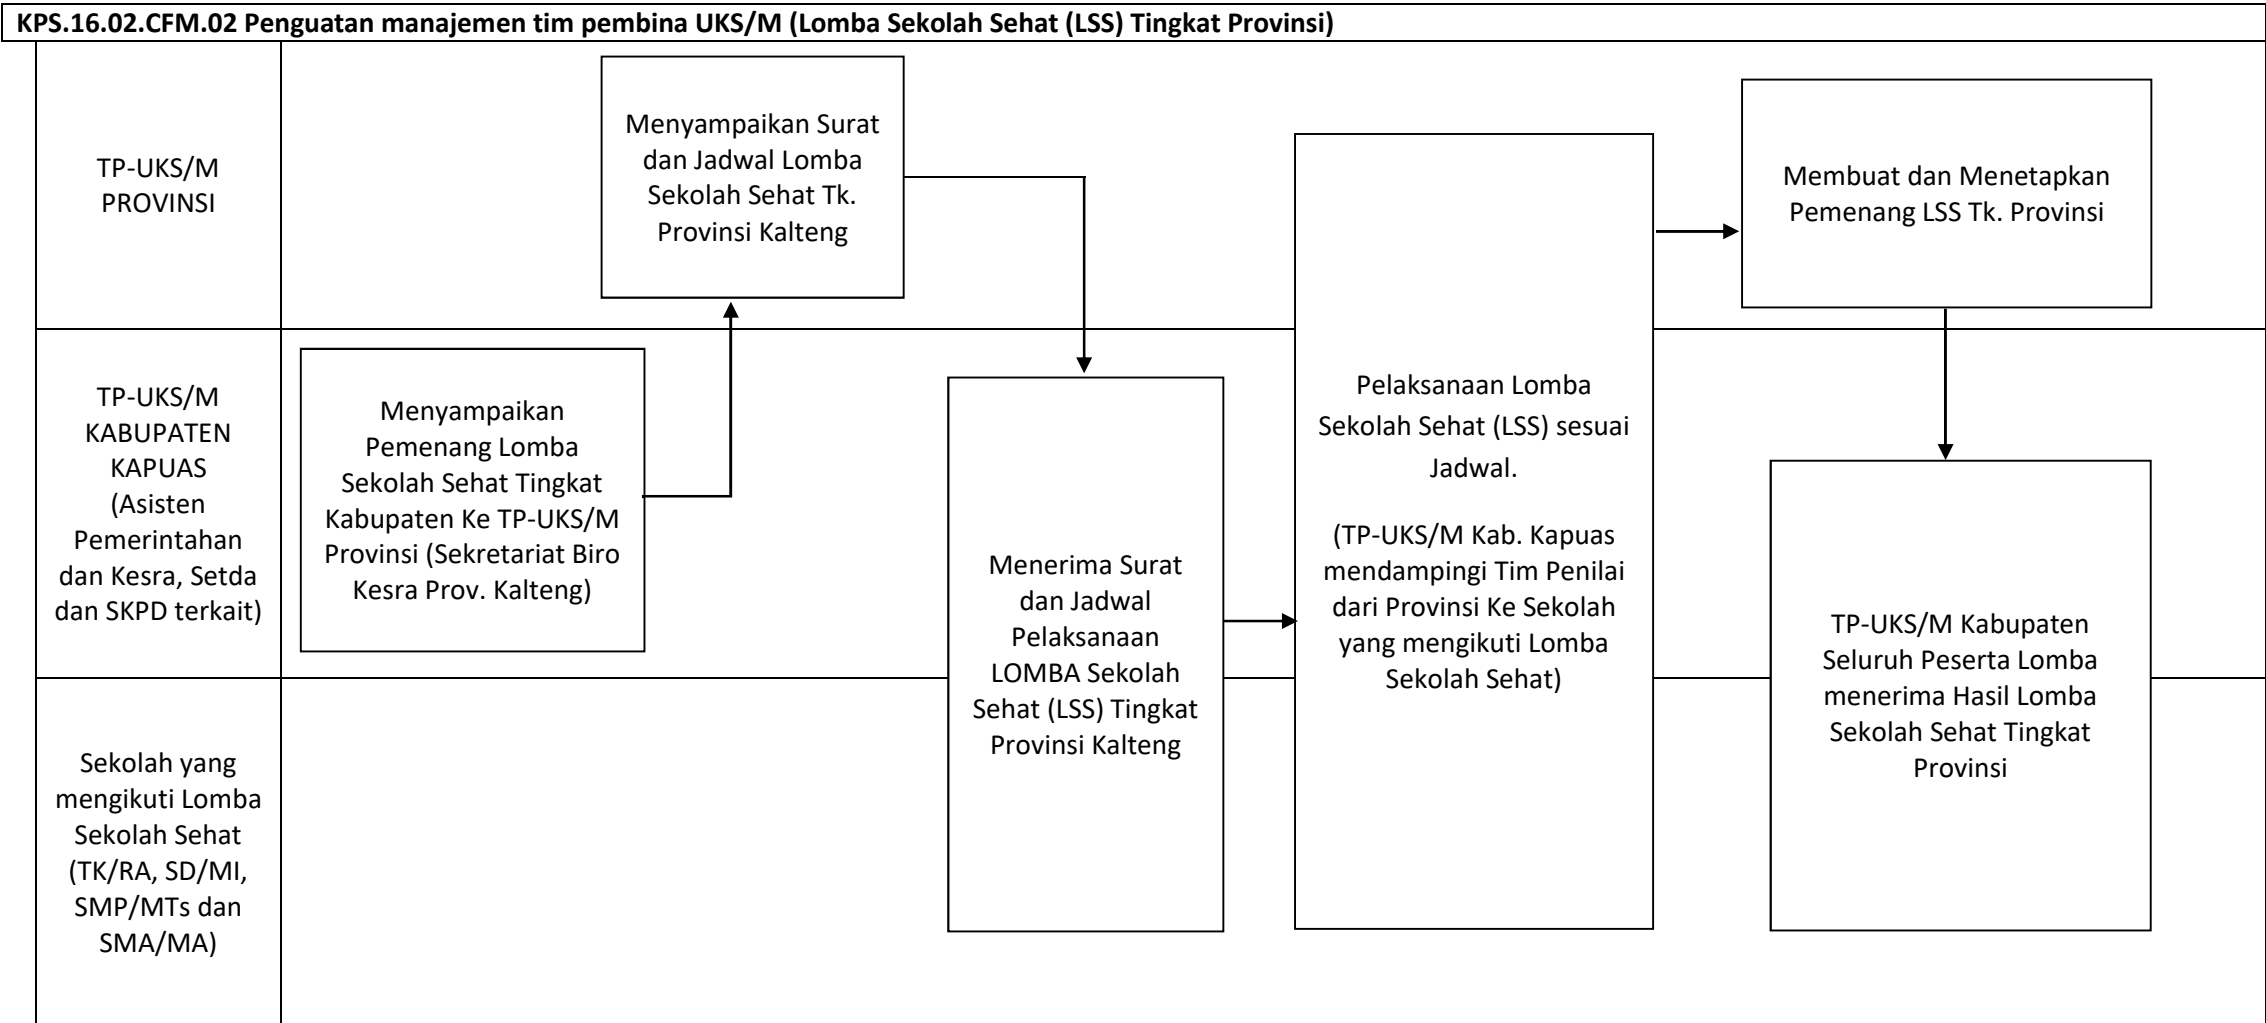 KPS.16.02.CFM.02 Penguatan manajemen tim pembina UKS/M (Lomba Sekolah Sehat (LSS) Tingkat Provinsi)
TP-UKS/M
PROVINSI
Menyampaikan Surat
dan Jadwal Lomba
Sekolah Sehat Tk.
Provinsi Kalteng
Membuat dan Menetapkan
Pemenang LSS Tk. Provinsi
TP-UKS/M
KABUPATEN
KAPUAS
(Asisten
Pemerintahan
dan Kesra, Setda
dan SKPD terkait)
Menyampaikan
Pemenang Lomba
Sekolah Sehat Tingkat
Kabupaten Ke TP-UKS/M
Provinsi (Sekretariat Biro
Kesra Prov. Kalteng)
Menerima Surat
dan Jadwal
Pelaksanaan
LOMBA Sekolah
Sehat (LSS) Tingkat
Provinsi Kalteng
Pelaksanaan Lomba
Sekolah Sehat (LSS) sesuai
Jadwal.
(TP-UKS/M Kab. Kapuas
mendampingi Tim Penilai
dari Provinsi Ke Sekolah
yang mengikuti Lomba
Sekolah Sehat)
TP-UKS/M Kabupaten
Seluruh Peserta Lomba
menerima Hasil Lomba
Sekolah Sehat Tingkat
Provinsi
Sekolah yang
mengikuti Lomba
Sekolah Sehat
(TK/RA, SD/MI,
SMP/MTs dan
SMA/MA)